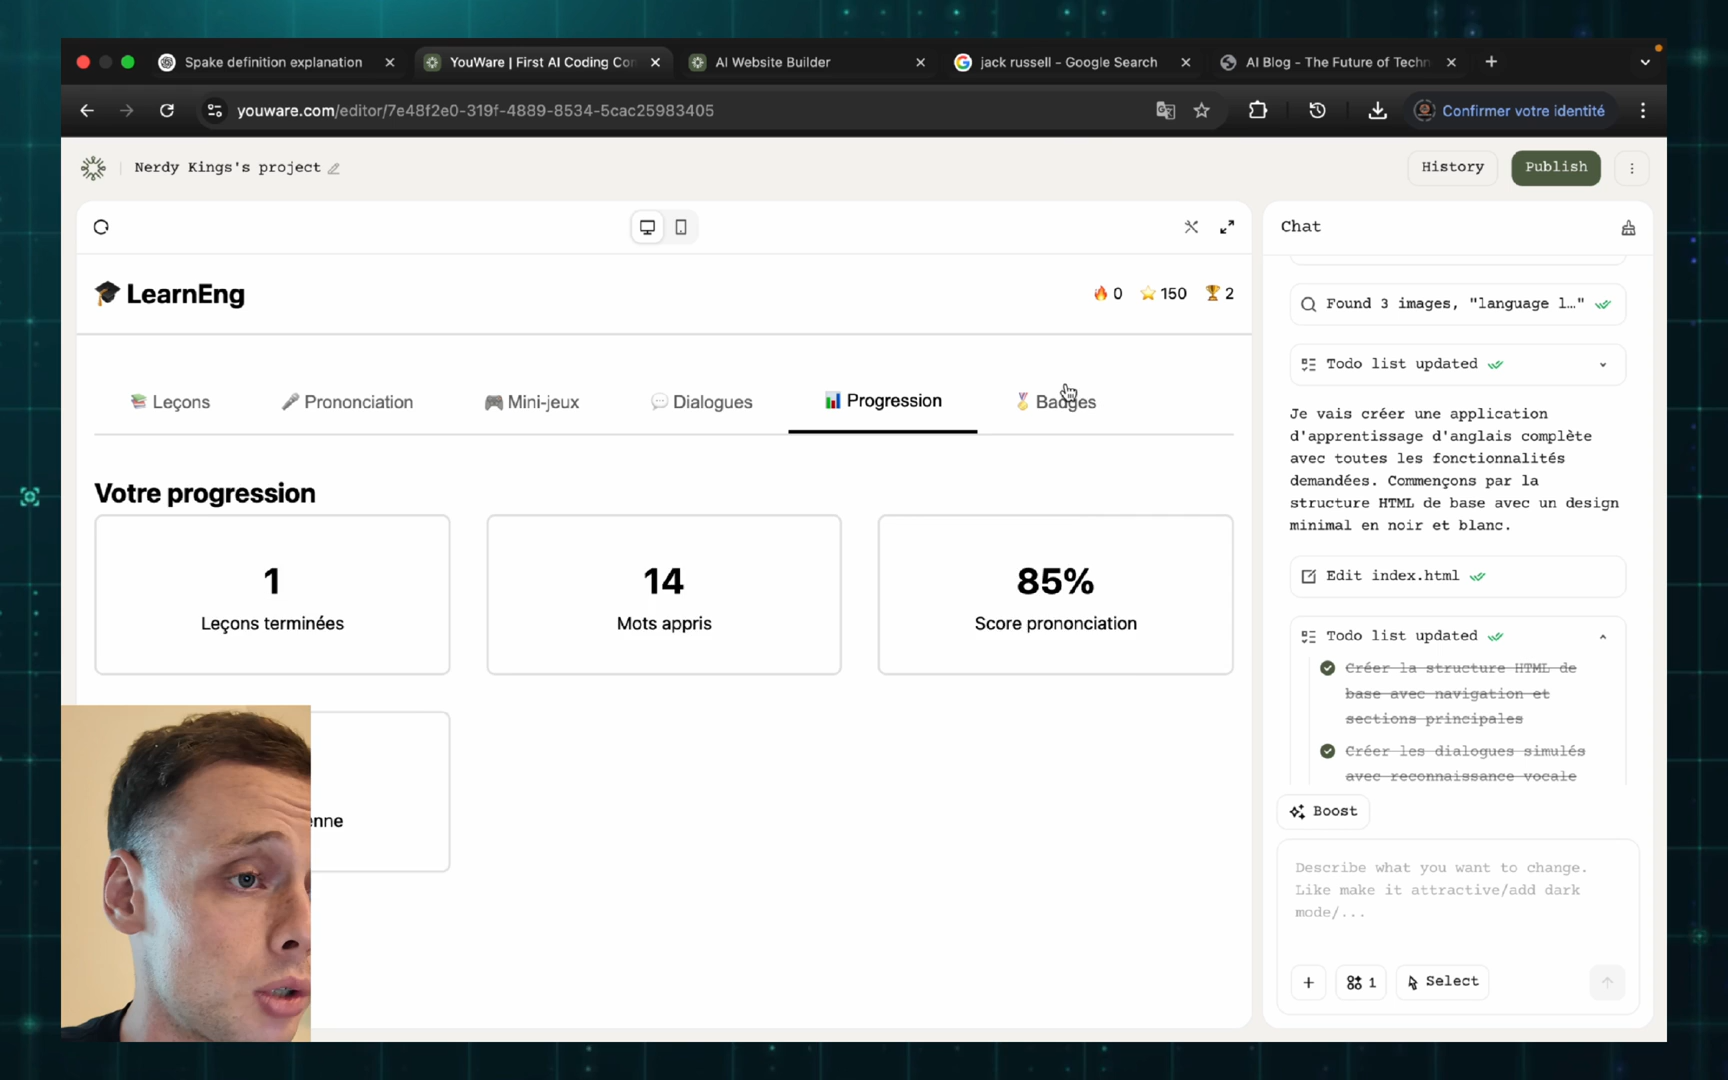 Spake definition explanation
YouWare | First AI Coding Cor
AI Website Builder
jack russell - Google Search
AI Blog - The Future of Techn
youware.com/editor/7e48f2e0-319f-4889-8534-5cac25983405
Confirmer votre identité
Nerdy Kings's project
History
Publish
Chat
LearnEng
0
150
2
Leçons
Prononciation
Mini-jeux
Dialogues
Progression
Badges
Votre progression
1
Leçons terminées
14
Mots appris
85%
Score prononciation
enne
Found 3 images, "language l…"
Todo list updated
Je vais créer une application
d'apprentissage d'anglais complète
avec toutes les fonctionnalités
demandées. Commençons par la
structure HTML de base avec un design
minimal en noir et blanc.
Edit index.html
Todo list updated
Créer la structure HTML de
base avec navigation et
sections principales
Créer les dialogues simulés
avec reconnaissance vocale
Boost
Describe what you want to change.
Like make it attractive/add dark
mode/...
1
Select